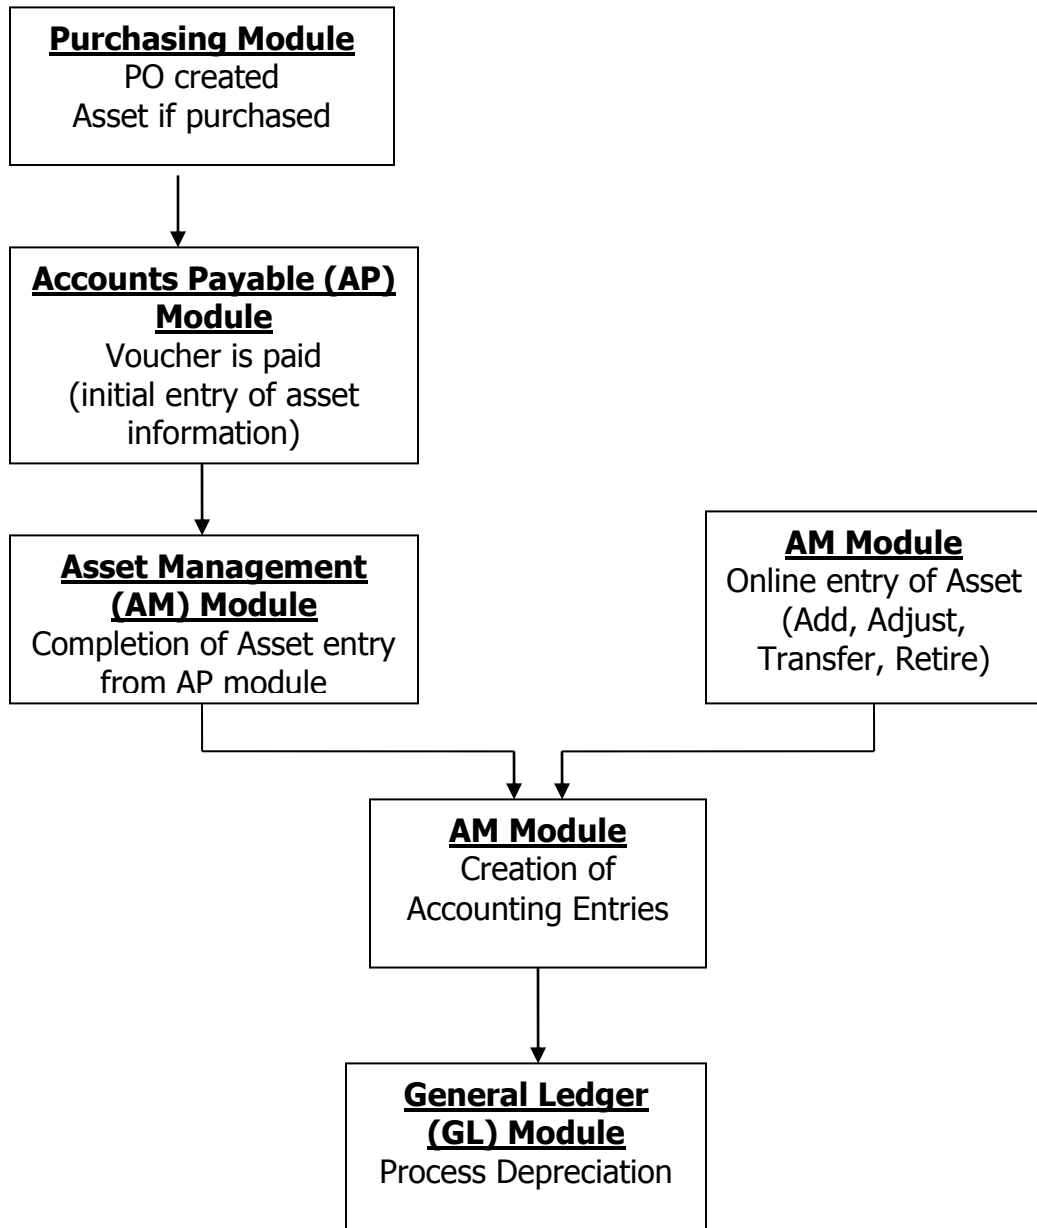 Purchasing Module
PO created
Asset if purchased
Accounts Payable (AP)
Module
Voucher is paid
(initial entry of asset
information)
Asset Management
(AM) Module
Completion of Asset entry
from AP module
AM Module
Online entry of Asset
(Add, Adjust,
Transfer, Retire)
AM Module
Creation of
Accounting Entries
General Ledger
(GL) Module
Process Depreciation